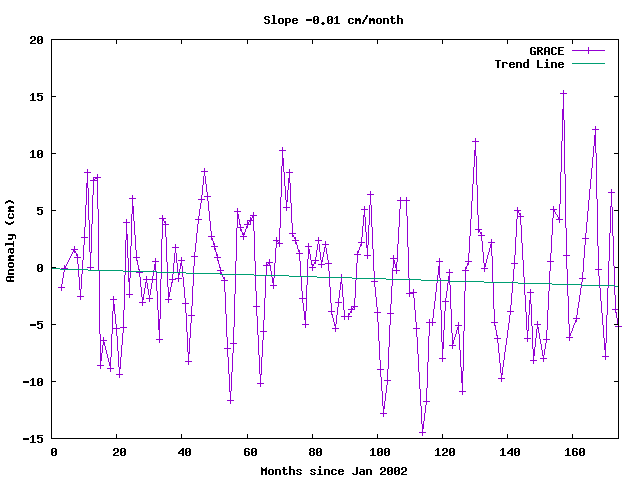 Slope -0.01 cm/month
GRACE
Trend Line
20
15
10
5
0
-5
-10
-15
Anomaly (cm)
0 20 40 60 80 100 120 140 160
Months since Jan 2002